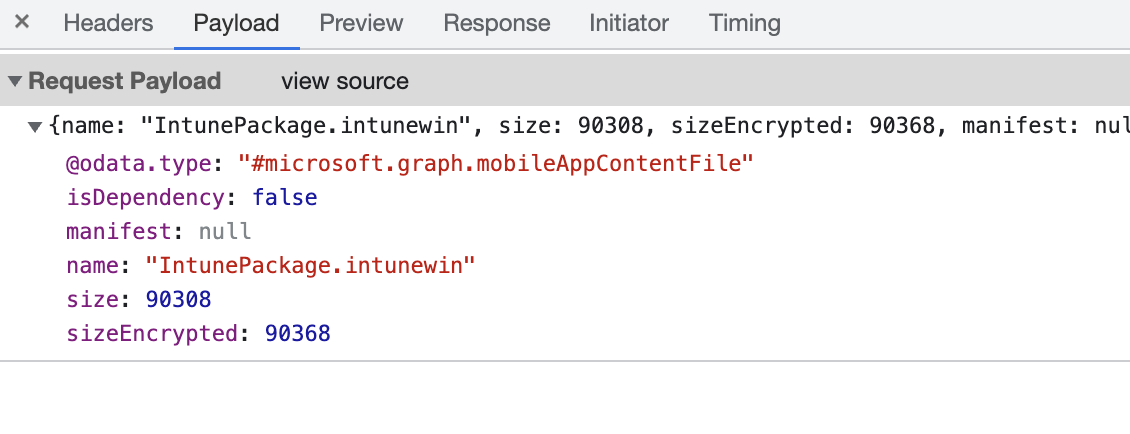 × Headers Payload Preview Response Initiator Timing
▼ Request Payload view source
▼ {name: "IntunePackage.intunewin", size: 90308, sizeEncrypted: 90368, manifest: nul
@odata.type: "#microsoft.graph.mobileAppContentFile"
isDependency: false
manifest: null
name: "IntunePackage.intunewin"
size: 90308
sizeEncrypted: 90368